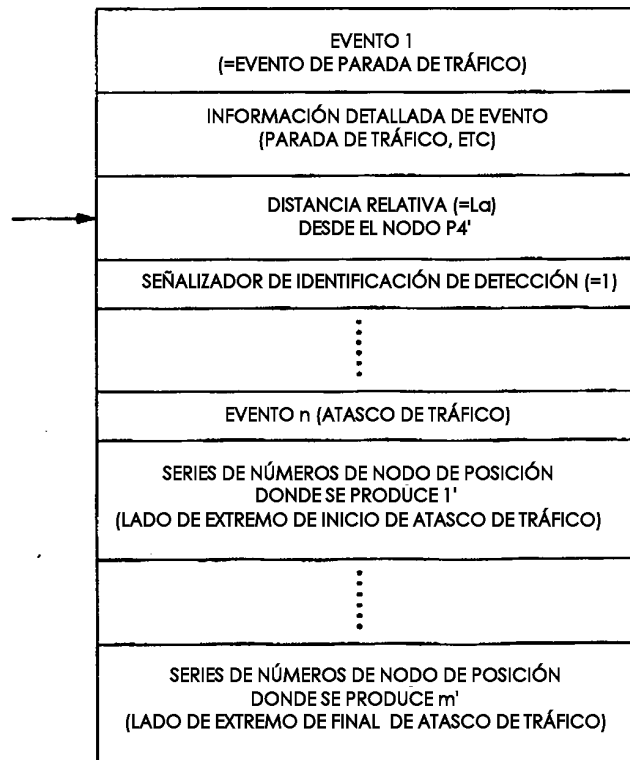 EVENTO 1
(=EVENTO DE PARADA DE TRÁFICO)
INFORMACIÓN DETALLADA DE EVENTO
(PARADA DE TRÁFICO, ETC)
DISTANCIA RELATIVA (=La)
DESDE EL NODO P4'
SEÑALIZADOR DE IDENTIFICACIÓN DE DETECCIÓN (=1)
EVENTO n (ATASCO DE TRÁFICO)
SERIES DE NÚMEROS DE NODO DE POSICIÓN
DONDE SE PRODUCE 1'
(LADO DE EXTREMO DE INICIO DE ATASCO DE TRÁFICO)
SERIES DE NÚMEROS DE NODO DE POSICIÓN
DONDE SE PRODUCE m'
(LADO DE EXTREMO DE FINAL DE ATASCO DE TRÁFICO)